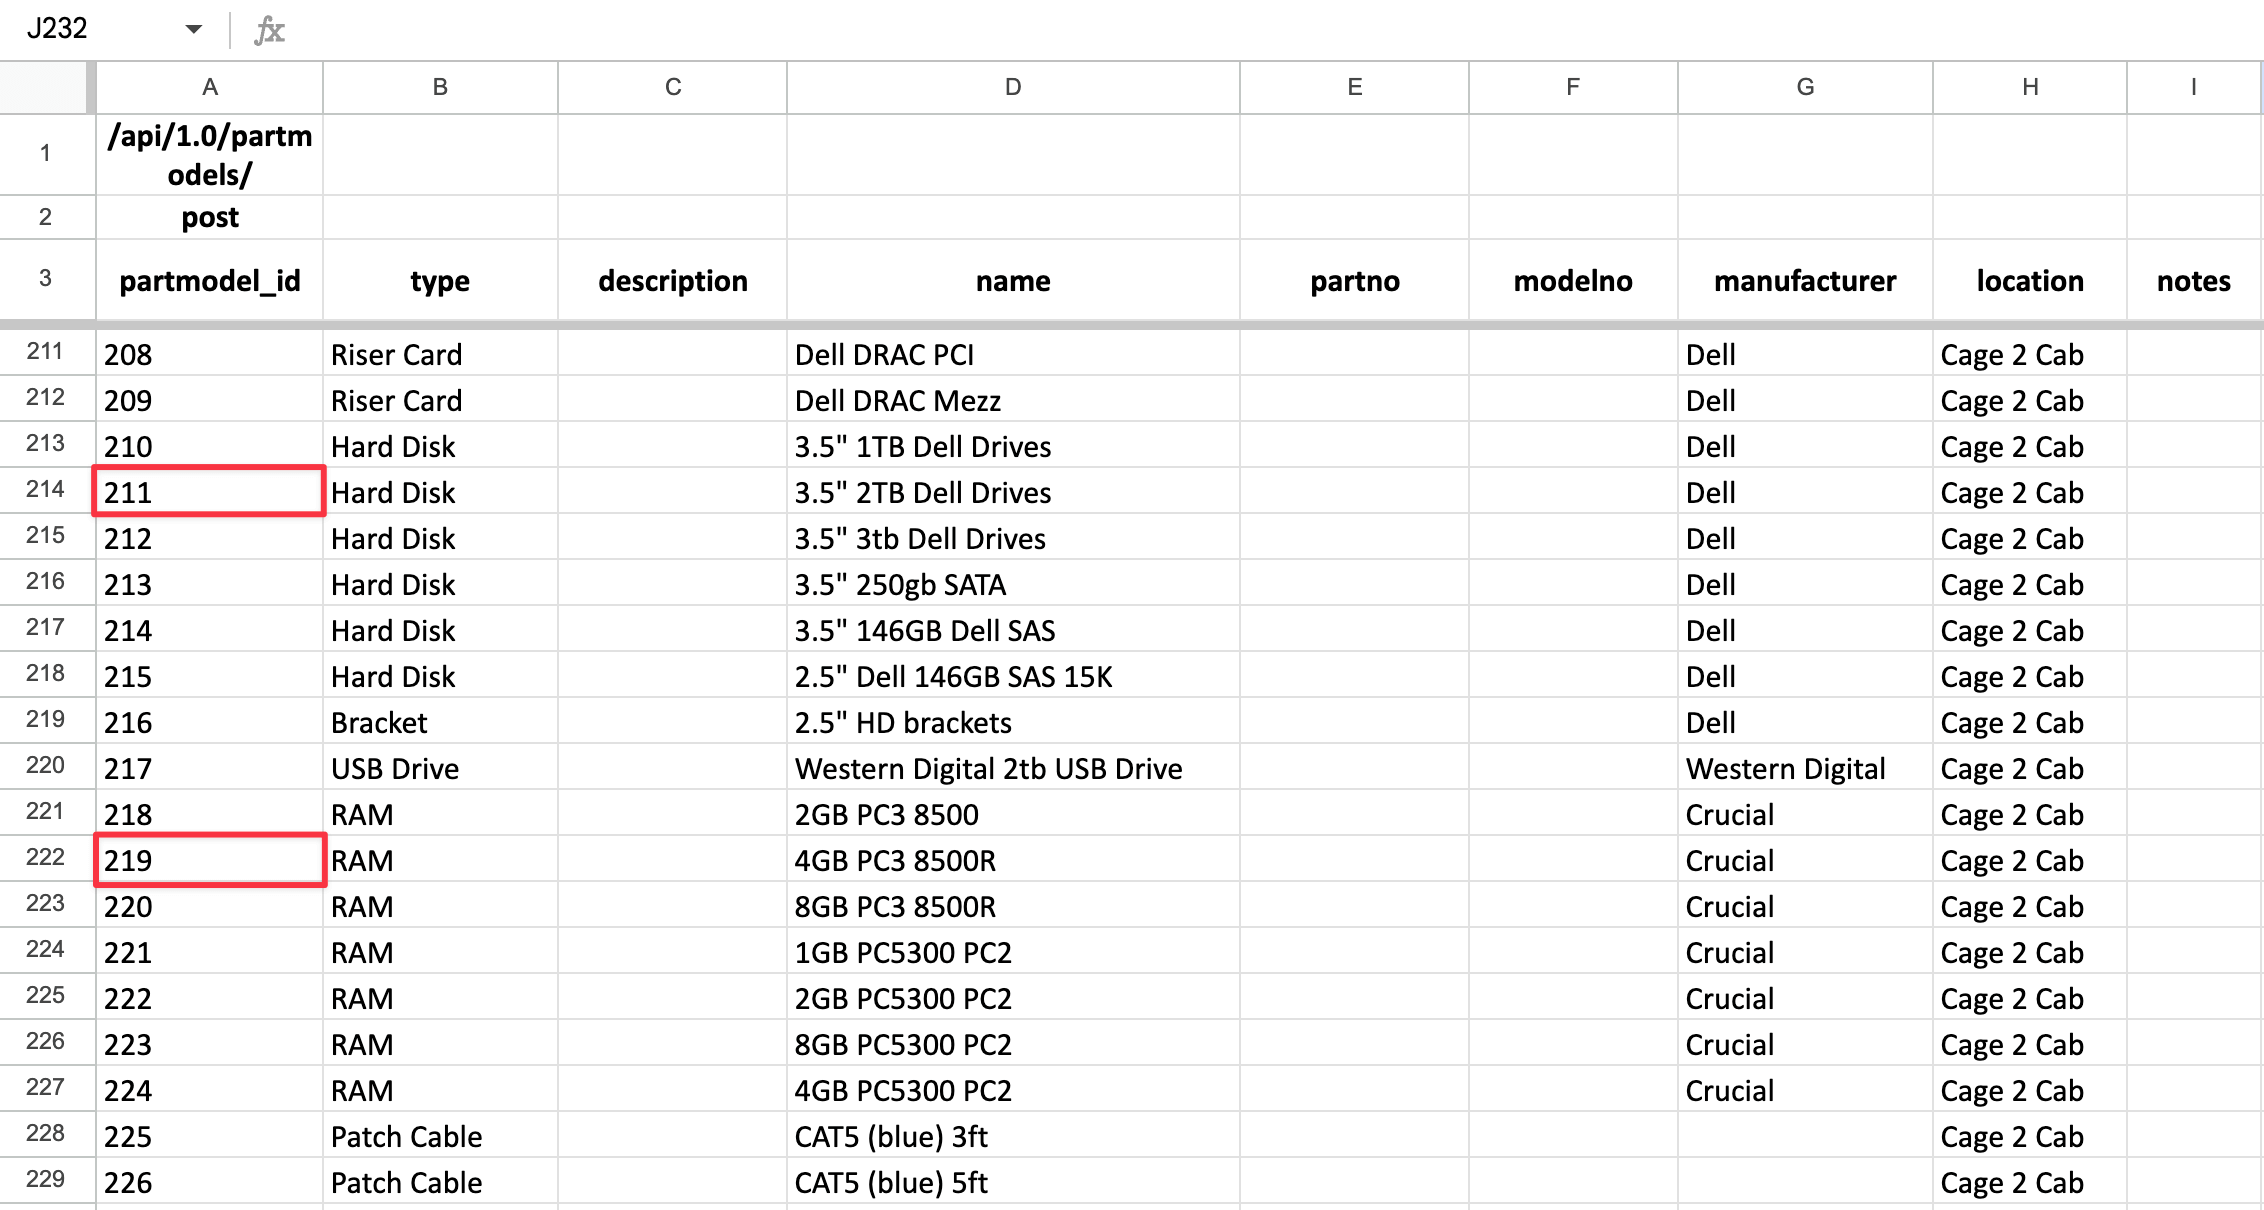 J232 fx
A B C D E F G H I
1 /api/1.0/partm
odels/
2 post
3 partmodel_id type description name partno modelno manufacturer location notes
211 208 Riser Card Dell DRAC PCI Dell Cage 2 Cab
212 209 Riser Card Dell DRAC Mezz Dell Cage 2 Cab
213 210 Hard Disk 3.5" 1TB Dell Drives Dell Cage 2 Cab
214 211 Hard Disk 3.5" 2TB Dell Drives Dell Cage 2 Cab
215 212 Hard Disk 3.5" 3tb Dell Drives Dell Cage 2 Cab
216 213 Hard Disk 3.5" 250gb SATA Dell Cage 2 Cab
217 214 Hard Disk 3.5" 146GB Dell SAS Dell Cage 2 Cab
218 215 Hard Disk 2.5" Dell 146GB SAS 15K Dell Cage 2 Cab
219 216 Bracket 2.5" HD brackets Dell Cage 2 Cab
220 217 USB Drive Western Digital 2tb USB Drive Western Digital Cage 2 Cab
221 218 RAM 2GB PC3 8500 Crucial Cage 2 Cab
222 219 RAM 4GB PC3 8500R Crucial Cage 2 Cab
223 220 RAM 8GB PC3 8500R Crucial Cage 2 Cab
224 221 RAM 1GB PC5300 PC2 Crucial Cage 2 Cab
225 222 RAM 2GB PC5300 PC2 Crucial Cage 2 Cab
226 223 RAM 8GB PC5300 PC2 Crucial Cage 2 Cab
227 224 RAM 4GB PC5300 PC2 Crucial Cage 2 Cab
228 225 Patch Cable CAT5 (blue) 3ft Cage 2 Cab
229 226 Patch Cable CAT5 (blue) 5ft Cage 2 Cab